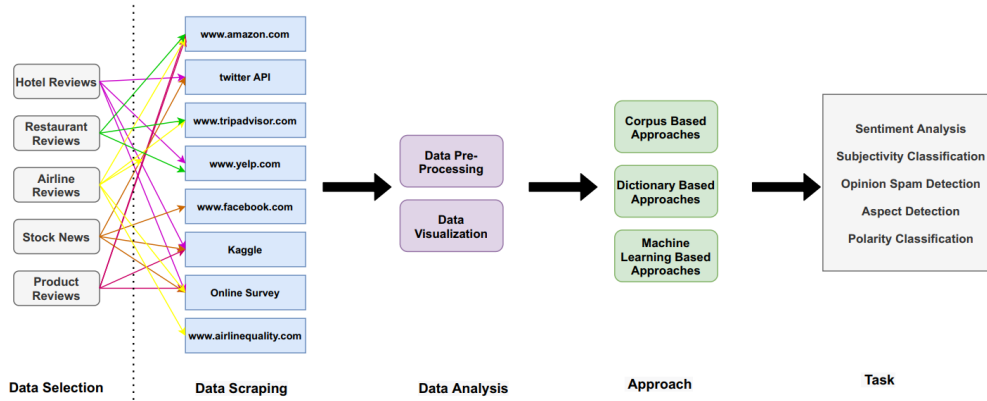 Hotel Reviews
Restaurant
Reviews
Airline
Reviews
Stock News
Product
Reviews
Data Selection
www.amazon.com
twitter API
www.tripadvisor.com
www.yelp.com
www.facebook.com
Kaggle
Online Survey
www.airlinequality.com
Data Scraping
Data Pre-
Processing
Data
Visualization
Data Analysis
Corpus Based
Approaches
Dictionary Based
Approaches
Machine
Learning Based
Approaches
Approach
Sentiment Analysis
Subjectivity Classification
Opinion Spam Detection
Aspect Detection
Polarity Classification
Task